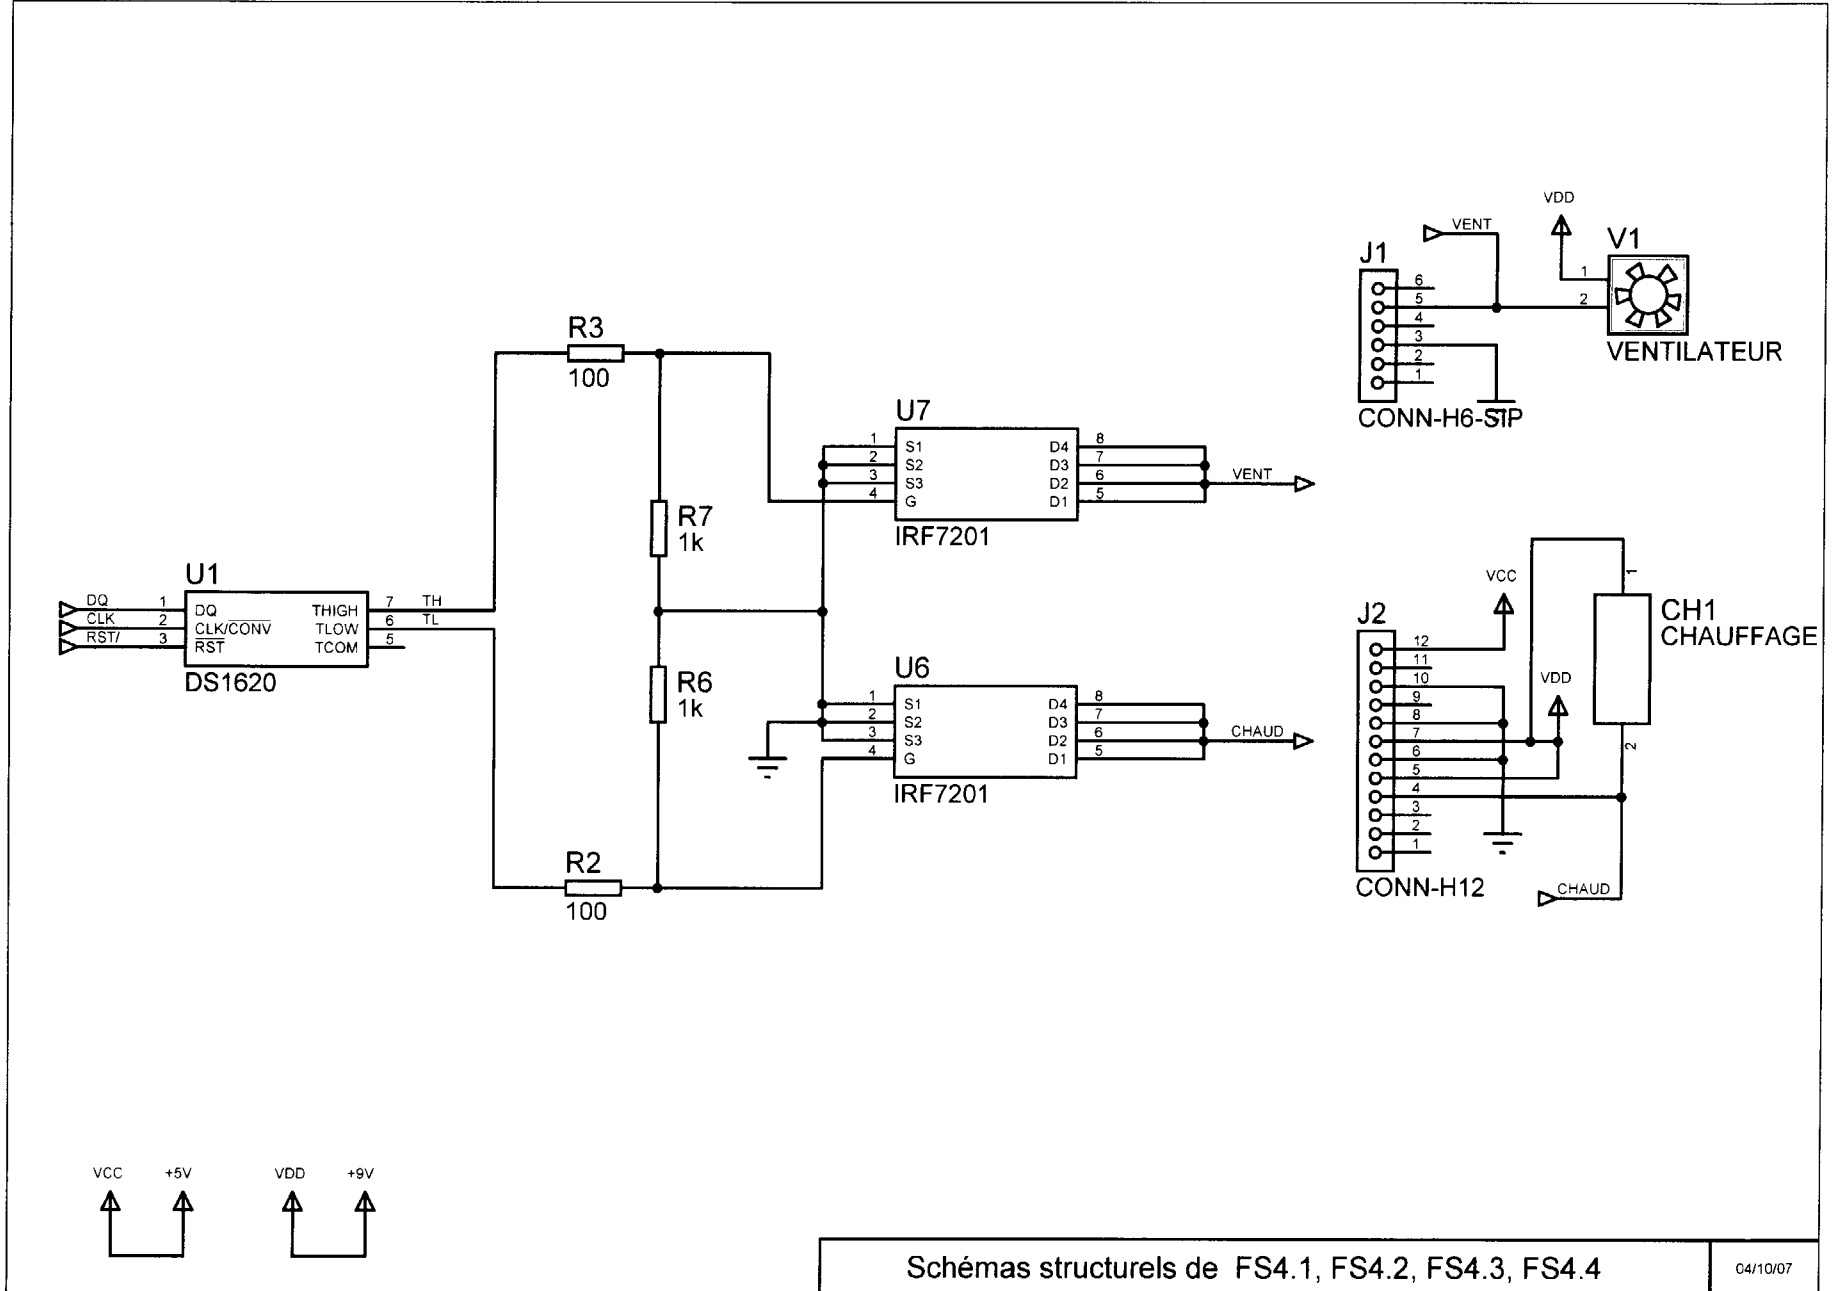 VDD
VENT
V1
J1
1
6
5
2
4
3
2
1
VENTILATEUR
CONN-H6-SIP
R3
100
U7
1 S1 D4 8
2 S2 D3 7
3 S3 D2 6
4 G D1 5
VENT
IRF7201
R7
1k
U1
DQ 1 DQ THIGH 7 TH
CLK 2 CLK/CONV TLOW 6 TL
RST/ 3 RST TCOM 5
DS1620
VCC
1
J2
CH1
CHAUFFAGE
12
11
10
9
8
7
6
5
4
3
2
1
VDD
2
CONN-H12
CHAUD
R6
1k
U6
1 S1 D4 8
2 S2 D3 7
3 S3 D2 6
4 G D1 5
CHAUD
IRF7201
R2
100
VCC +5V VDD +9V
Schémas structurels de FS4.1, FS4.2, FS4.3, FS4.4
04/10/07